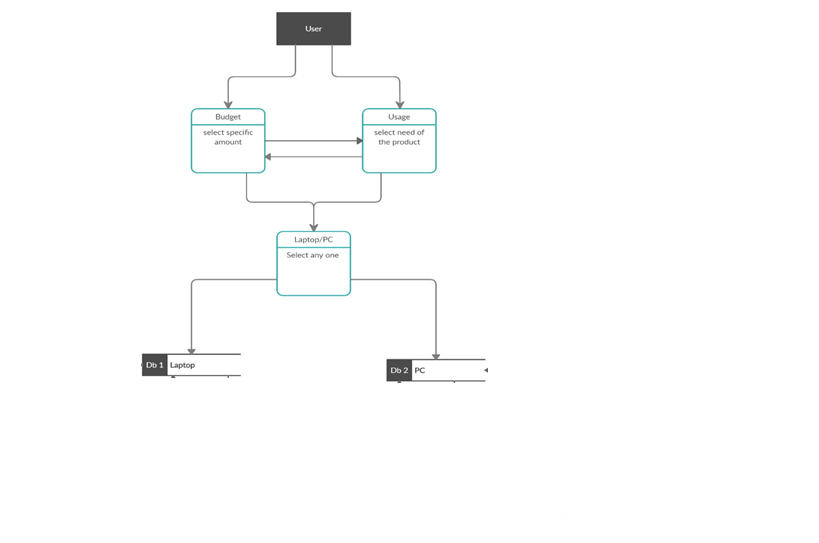 User
Budget
select specific
amount
Usage
select need of
the product
Laptop/PC
Select any one
Db 1 Laptop
Db 2 PC